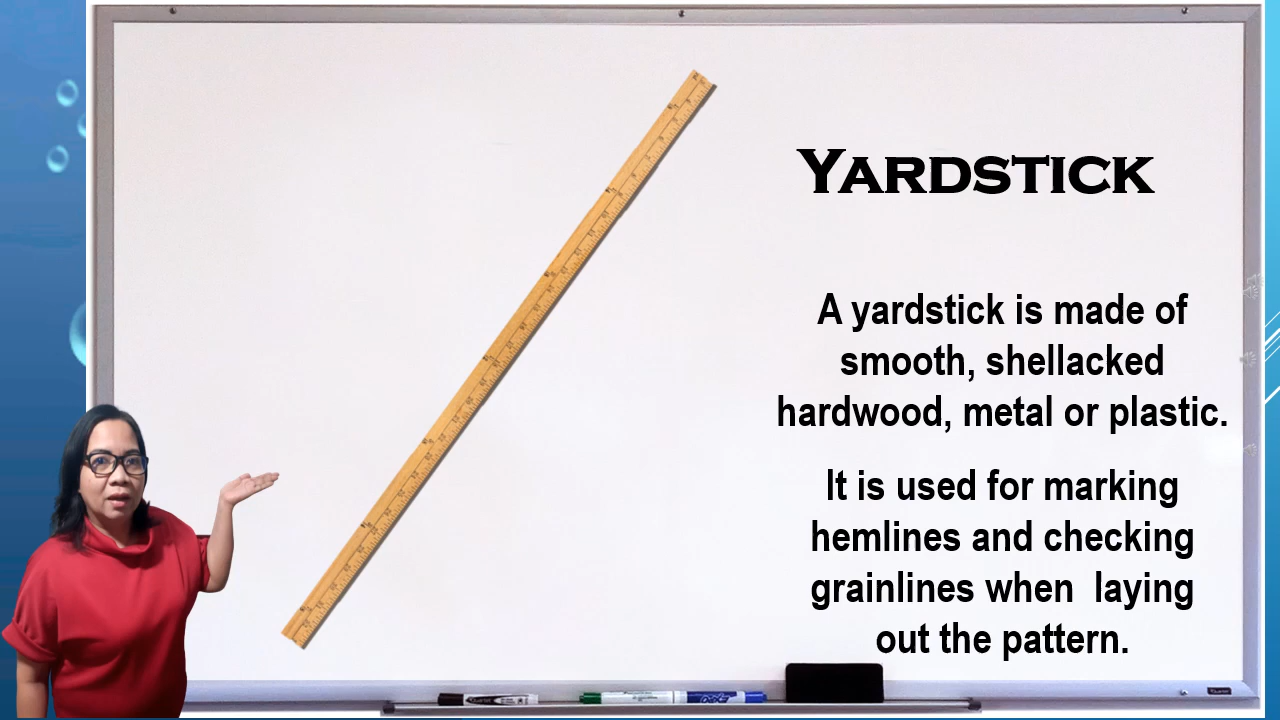 YARDSTICK
A yardstick is made of
smooth, shellacked
hardwood, metal or plastic.
It is used for marking
hemlines and checking
grainlines when  laying
out the pattern.
EXPO